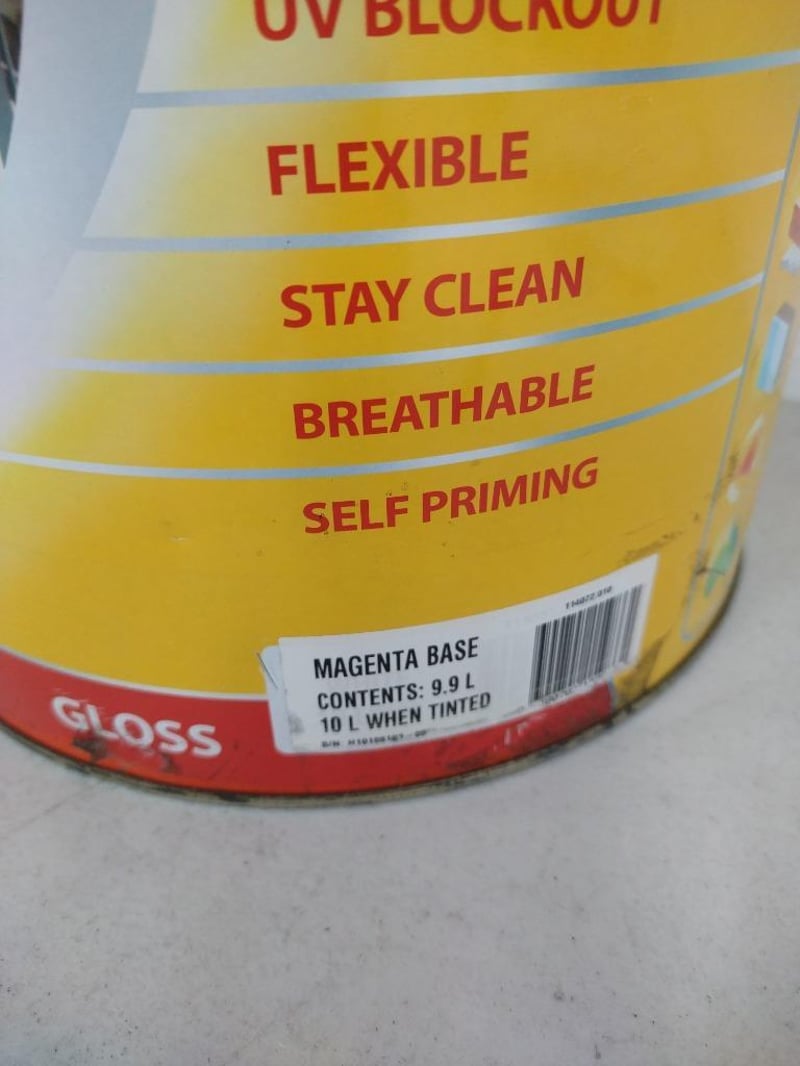 UV BLOCKOUT
FLEXIBLE
STAY CLEAN
BREATHABLE
SELF PRIMING
MAGENTA BASE
CONTENTS: 9.9 L
10 L WHEN TINTED
GLOSS